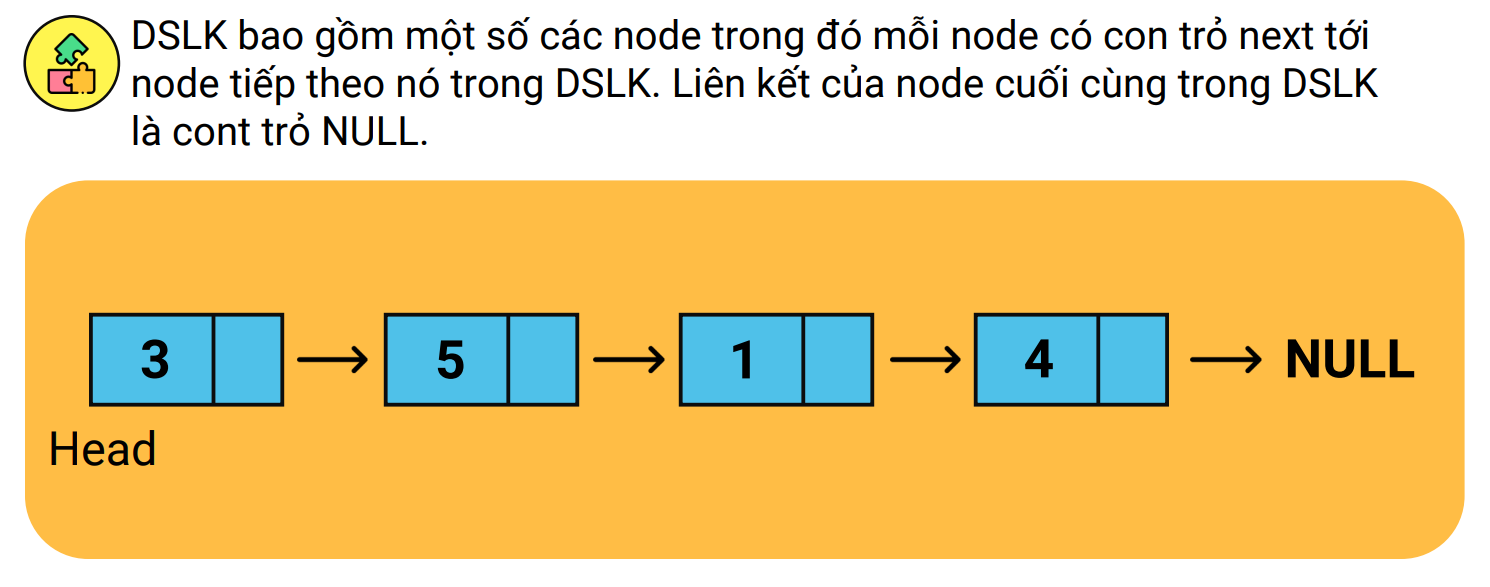 DSLK bao gồm một số các node trong đó mỗi node có con trỏ next tới
node tiếp theo nó trong DSLK. Liên kết của node cuối cùng trong DSLK
là cont trỏ NULL.
3 5 1 4 NULL
Head